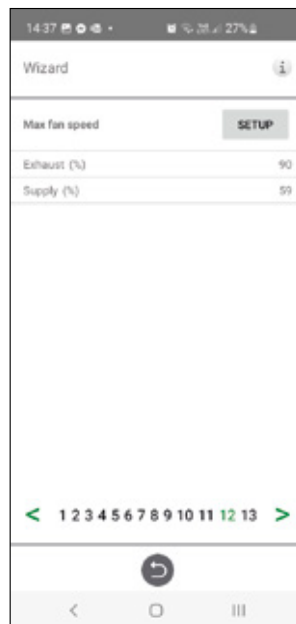 14:37 27%
Wizard i
Max fan speed SETUP
Exhaust (%) 90
Supply (%) 59
< 1 2 3 4 5 6 7 8 9 10 11 12 13 >